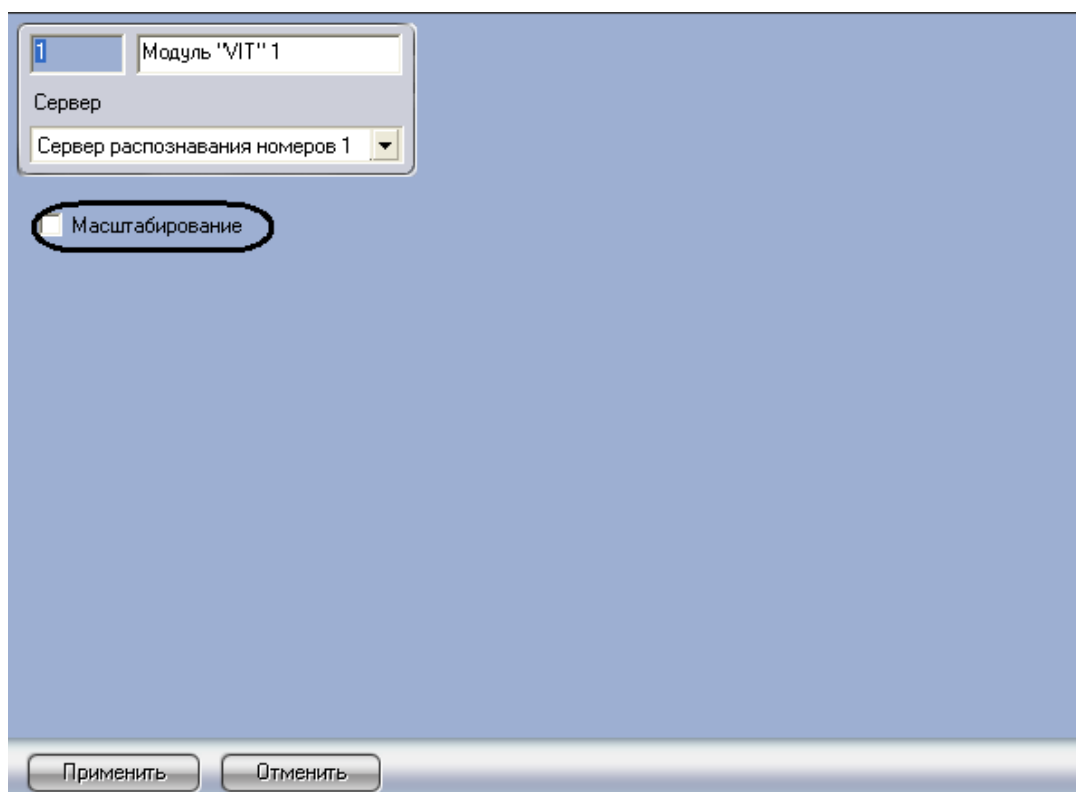 1 Модуль "VIT" 1
Сервер
Сервер распознавания номеров 1
Масштабирование
Применить Отменить